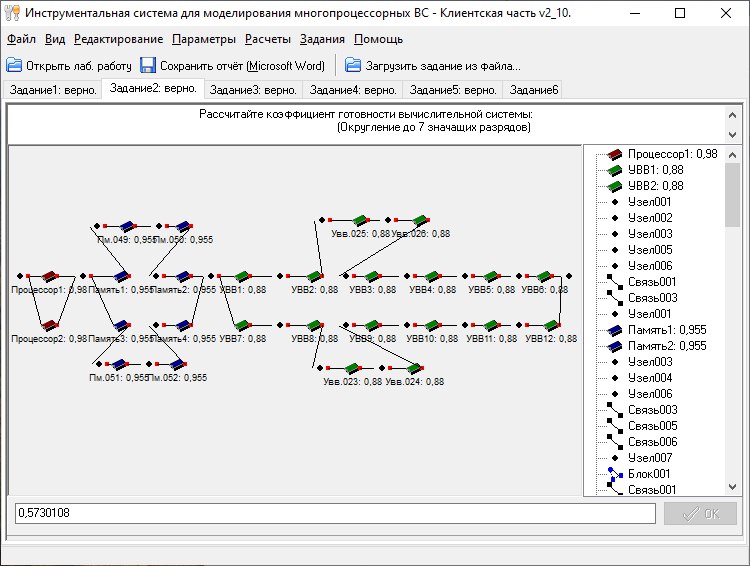 Инструментальная система для моделирования многопроцессорных ВС - Клиентская часть v2_10.
Файл Вид Редактирование Параметры Расчеты Задания Помощь
Открыть лаб. работу Сохранить отчёт (Microsoft Word) Загрузить задание из файла...
Задание1: верно. Задание2: верно. Задание3: верно. Задание4: верно. Задание5: верно. Задание6
Рассчитайте коэффициент готовности вычислительной системы:
(Округление до 7 значащих разрядов)
Пм.049: 0,955 Пм.050: 0,955 Увв.025: 0,88 Увв.026: 0,88
Процессор1: 0,98 Память1: 0,955 Память2: 0,955 УВВ1: 0,88 УВВ2: 0,88 УВВ3: 0,88 УВВ4: 0,88 УВВ5: 0,88 УВВ6: 0,88
Процессор2: 0,98 Память3: 0,955 Память4: 0,955 УВВ7: 0,88 УВВ8: 0,88 УВВ9: 0,88 УВВ10: 0,88 УВВ11: 0,88 УВВ12: 0,88
Пм.051: 0,955 Пм.052: 0,955 Увв.023: 0,88 Увв.024: 0,88
Процессор1: 0,98
УВВ1: 0,88
УВВ2: 0,88
Узел001
Узел002
Узел003
Узел005
Узел006
Связь001
Связь003
Узел001
Память1: 0,955
Память2: 0,955
Узел003
Узел004
Узел006
Связь003
Связь005
Связь006
Узел007
Блок001
Связь001
0,5730108
OK